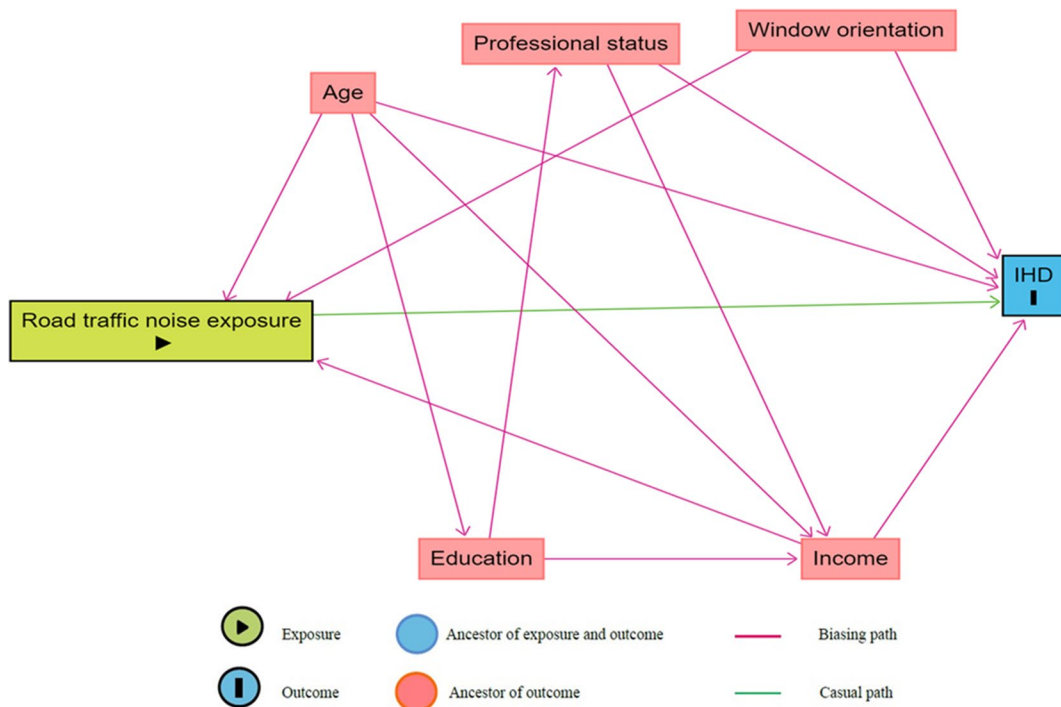 Window orientation
Professional status
Age
IHD
Road traffic noise exposure
Education
Income
Exposure
Ancestor of exposure and outcome
Biasing path
Outcome
Ancestor of outcome
Casual path